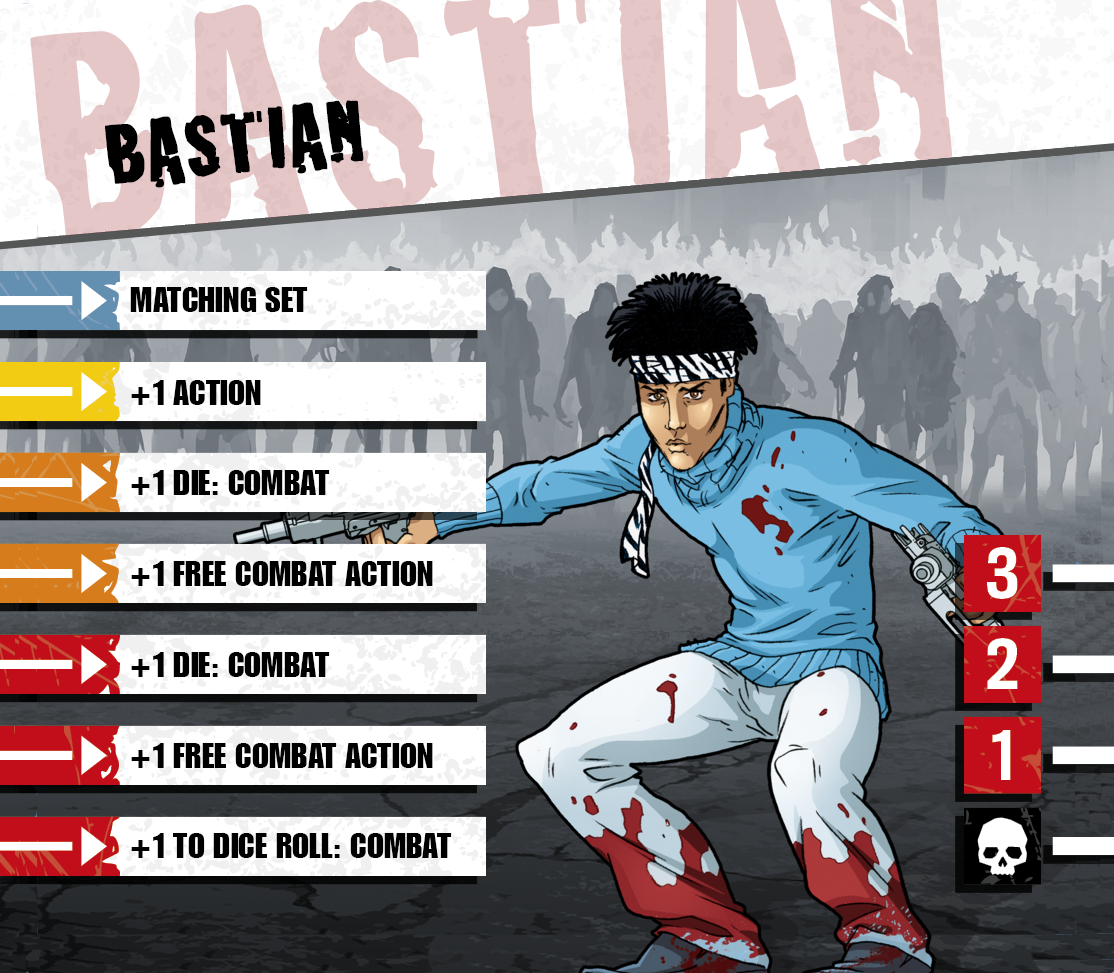 BASTIAN
BASTIAN
MATCHING SET
+1 ACTION
+1 DIE: COMBAT
+1 FREE COMBAT ACTION
+1 DIE: COMBAT
+1 FREE COMBAT ACTION
+1 TO DICE ROLL: COMBAT
3
2
1